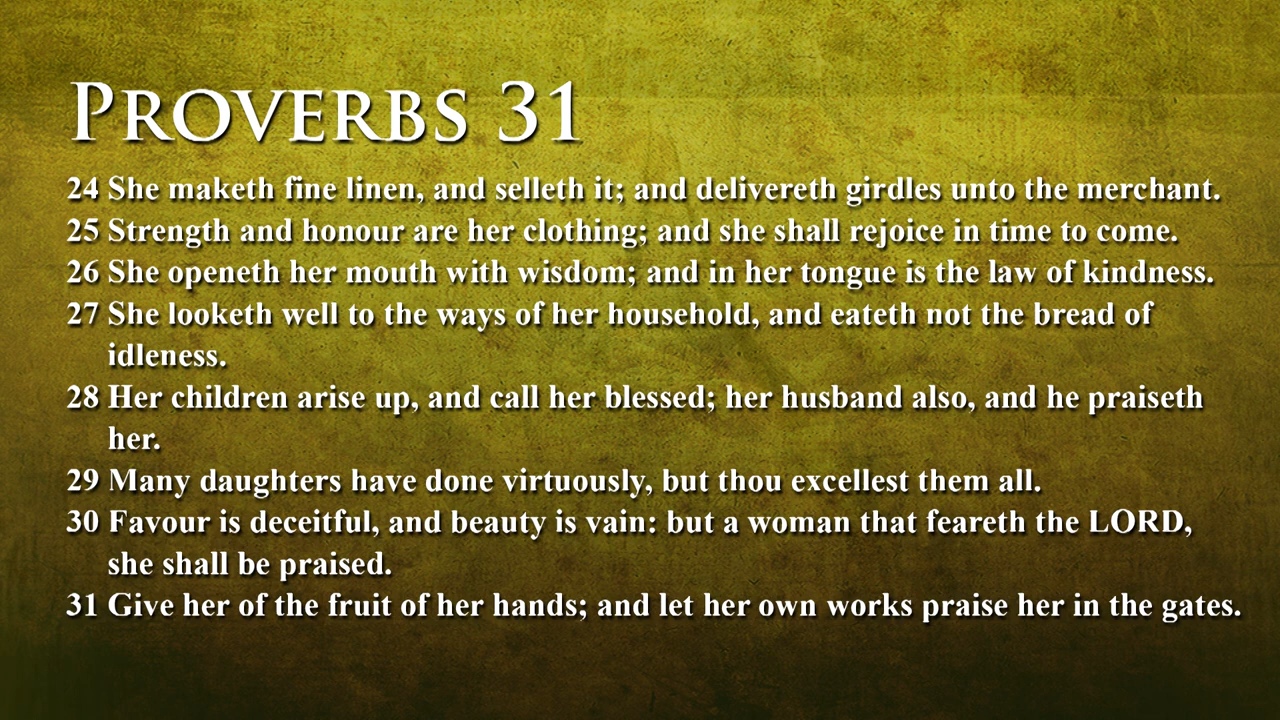 Proverbs 31
24 She maketh fine linen, and selleth it; and delivereth girdles unto the merchant.
25 Strength and honour are her clothing; and she shall rejoice in time to come.
26 She openeth her mouth with wisdom; and in her tongue is the law of kindness.
27 She looketh well to the ways of her household, and eateth not the bread of
idleness.
28 Her children arise up, and call her blessed; her husband also, and he praiseth
her.
29 Many daughters have done virtuously, but thou excellest them all.
30 Favour is deceitful, and beauty is vain: but a woman that feareth the LORD,
she shall be praised.
31 Give her of the fruit of her hands; and let her own works praise her in the gates.